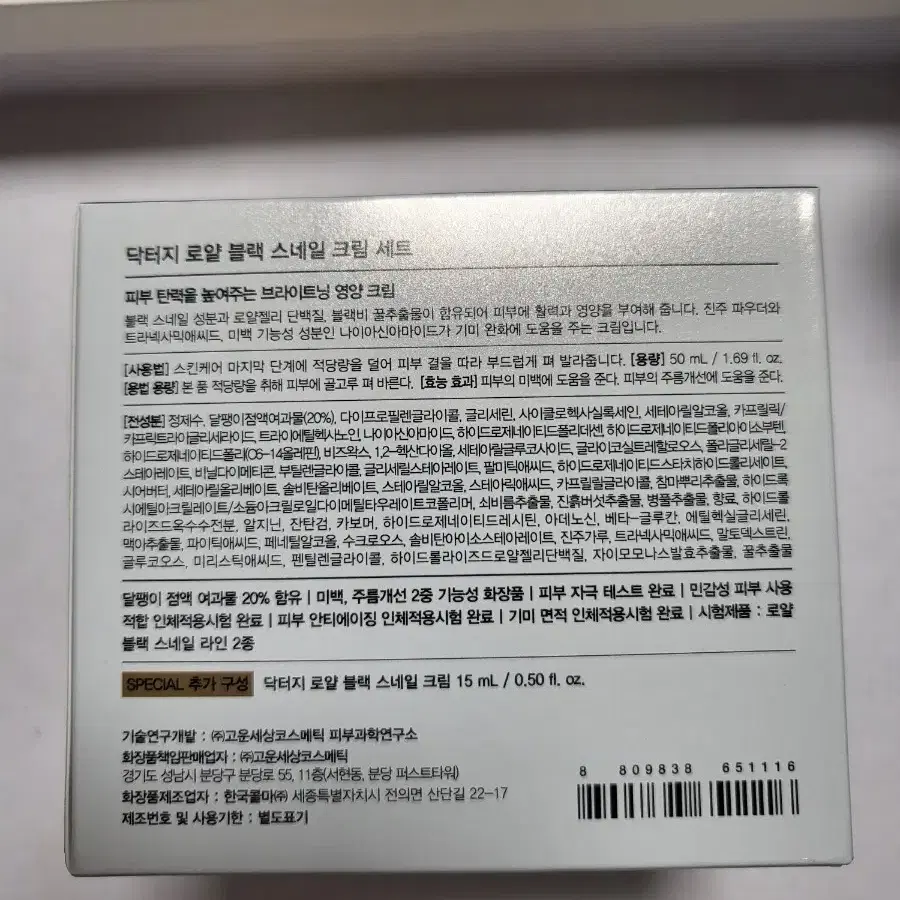 닥터지 로얄 블랙 스네일 크림 세트
피부 탄력을 높여주는 브라이트닝 영양 크림
블랙 스네일 성분과 로얄젤리 단백질, 블랙비 꿀추출물이 함유되어 피부에 활력과 영양을 부여해 줍니다. 진주 파우더와
트라넥사믹애씨드, 미백 기능성 성분인 나이아신아마이드가 기미 완화에 도움을 주는 크림입니다.
[사용법] 스킨케어 마지막 단계에 적당량을 덜어 피부 결을 따라 부드럽게 펴 발라줍니다. [용량] 50 mL / 1.69 fl. oz.
[용법 용량] 본 품 적당량을 취해 피부에 골고루 펴 바른다. [효능 효과] 피부의 미백에 도움을 준다. 피부의 주름개선에 도움을 준다.
[전성분] 정제수, 달팽이점액여과물(20%), 다이프로필렌글라이콜, 글리세린, 사이클로헥사실록세인, 세테아릴알코올, 카프릴릭/
카프릭트라이글리세라이드, 트라이에틸헥사노인, 나이아신아마이드, 하이드로제네이티드폴리데센, 하이드로제네이티드폴리아이소부텐,
하이드로제네이티드폴리(C6-14올레핀), 비즈왁스, 1,2-헥산다이올, 세테아릴글루코사이드, 글라이코실트레할로오스, 폴리글리세릴-2
스테아레이트, 비닐다이메티콘, 부틸렌글라이콜, 글리세릴스테아레이트, 팔미틱애씨드, 하이드로제네이티드스타치하이드롤리세이트,
시어버터, 세테아릴올리베이트, 솔비탄올리베이트, 스테아릴알코올, 스테아릭애씨드, 카프릴릴글라이콜, 참마뿌리추출물, 하이드록
시에틸아크릴레이트/소듐아크릴로일다이메틸타우레이트코폴리머, 쇠비름추출물, 진흙버섯추출물, 병풀추출물, 향료, 하이드롤
라이즈드옥수수전분, 알지닌, 잔탄검, 카보머, 하이드로제네이티드레시틴, 아데노신, 베타-글루칸, 에틸헥실글리세린,
맥아추출물, 파이틱애씨드, 페네틸알코올, 수크로오스, 솔비탄아이소스테아레이트, 진주가루, 트라넥사믹애씨드, 말토덱스트린,
글루코오스, 미리스틱애씨드, 펜틸렌글라이콜, 하이드롤라이즈드로얄젤리단백질, 자이모모나스발효추출물, 꿀추출물
달팽이 점액 여과물 20% 함유 | 미백, 주름개선 2중 기능성 화장품 | 피부 자극 테스트 완료 | 민감성 피부 사용
적합 인체적용시험 완료 | 피부 안티에이징 인체적용시험 완료 | 기미 면적 인체적용시험 완료 | 시험제품 : 로얄
블랙 스네일 라인 2종
SPECIAL 추가 구성 닥터지 로얄 블랙 스네일 크림 15 mL / 0.50 fl. oz.
기술연구개발 : ㈜고운세상코스메틱 피부과학연구소
화장품책임판매업자 : ㈜고운세상코스메틱
경기도 성남시 분당구 분당로 55, 11층(서현동, 분당 퍼스트타워)
화장품제조업자 : 한국콜마㈜ 세종특별자치시 전의면 산단길 22-17
제조번호 및 사용기한 : 별도표기
8 809838 651116